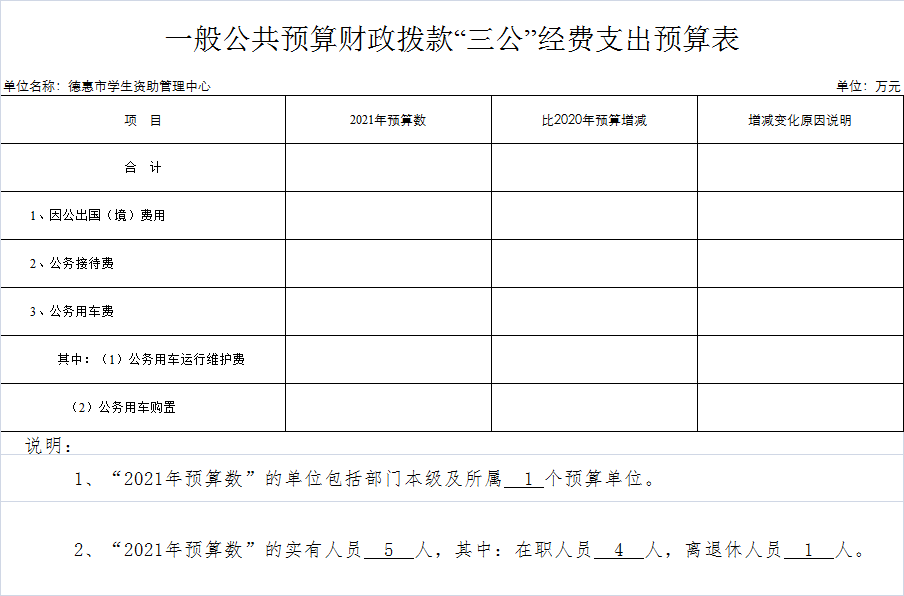 一般公共预算财政拨款“三公”经费支出预算表
单位名称：德惠市学生资助管理中心 单位：万元
项 目 2021年预算数 比2020年预算增减 增减变化原因说明
合 计
1、因公出国（境）费用
2、公务接待费
3、公务用车费
其中：（1）公务用车运行维护费
（2）公务用车购置
说明：
1、“2021年预算数”的单位包括部门本级及所属 1 个预算单位。
2、“2021年预算数”的实有人员 5 人，其中：在职人员 4 人，离退休人员 1 人。